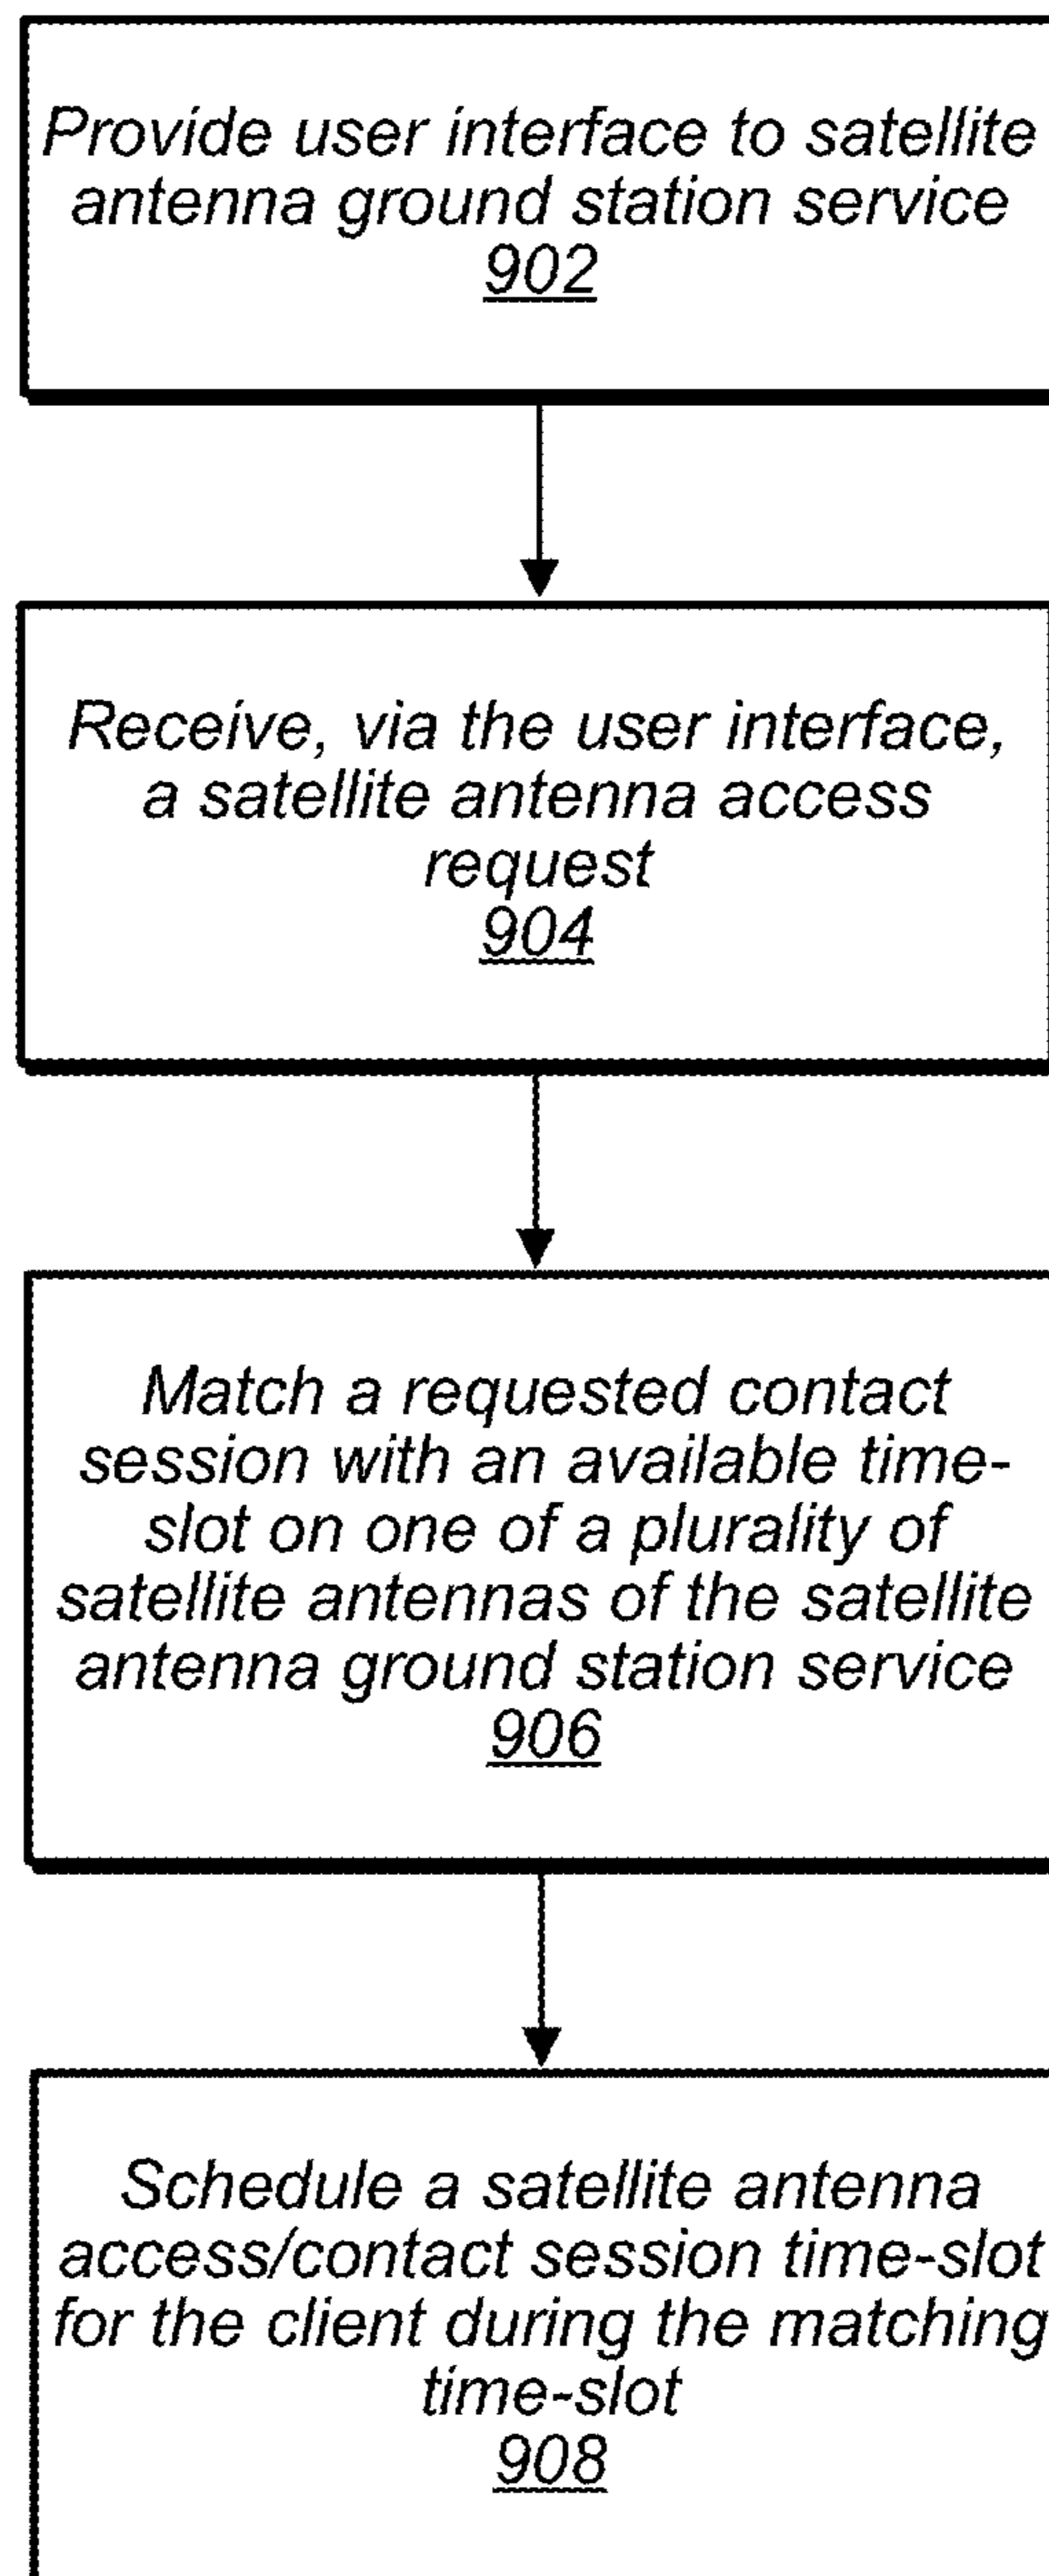 Provide user interface to satellite
antenna ground station service
902
Receive, via the user interface,
a satellite antenna access
request
904
Match a requested contact
session with an available time-
slot on one of a plurality of
satellite antennas of the satellite
antenna ground station service
906
Schedule a satellite antenna
access/contact session time-slot
for the client during the matching
time-slot
908